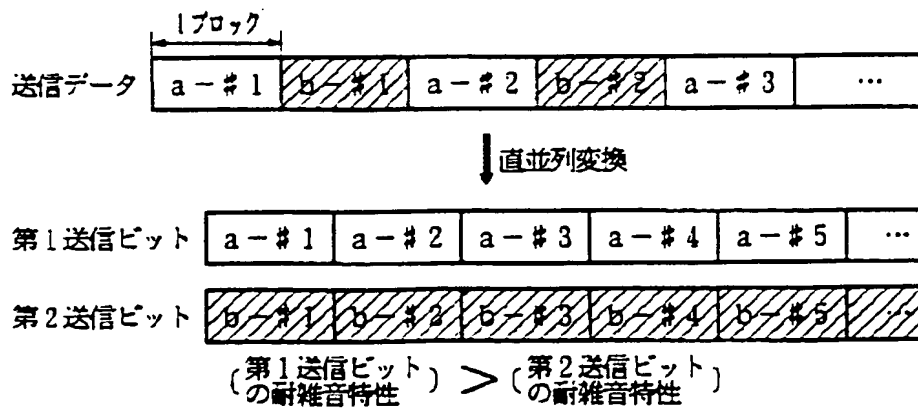 1ブロック
送信データ a-#1 b-#1 a-#2 b-#2 a-#3 …
直並列変換
第1送信ビット a-#1 a-#2 a-#3 a-#4 a-#5 …
第2送信ビット b-#1 b-#2 b-#3 b-#4 b-#5 …
(第1送信ビットの耐雑音特性) > (第2送信ビットの耐雑音特性)